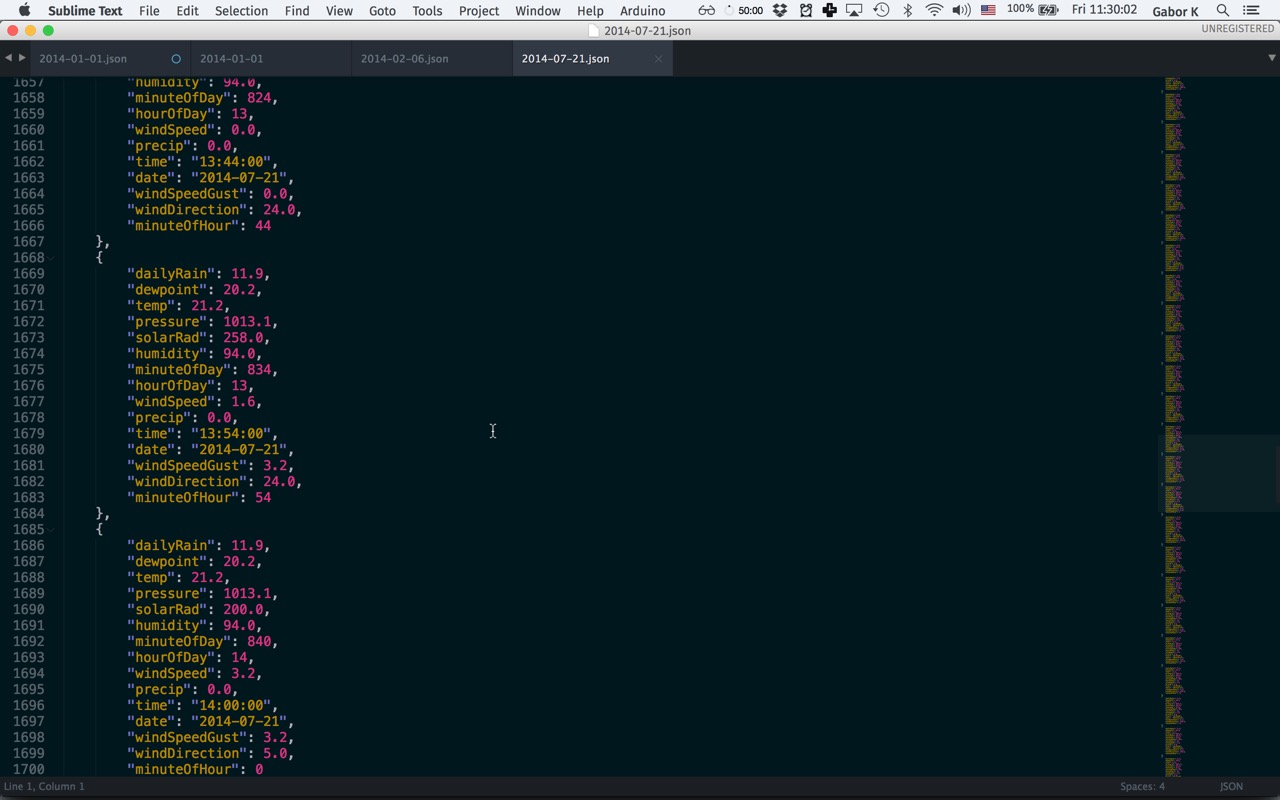 Sublime Text File Edit Selection Find View Goto Tools Project Window Help Arduino 50:00 100% Fri 11:30:02 Gabor K
2014-07-21.json UNREGISTERED
2014-01-01.json 2014-01-01 2014-02-06.json 2014-07-21.json
1657 "humidity": 94.0,
1658 "minuteOfDay": 824,
1659 "hourOfDay": 13,
1660 "windSpeed": 0.0,
1661 "precip": 0.0,
1662 "time": "13:44:00",
1663 "date": "2014-07-21",
1664 "windSpeedGust": 0.0,
1665 "windDirection": 24.0,
1666 "minuteOfHour": 44
1667 },
1668 {
1669 "dailyRain": 11.9,
1670 "dewpoint": 20.2,
1671 "temp": 21.2,
1672 "pressure": 1013.1,
1673 "solarRad": 258.0,
1674 "humidity": 94.0,
1675 "minuteOfDay": 834,
1676 "hourOfDay": 13,
1677 "windSpeed": 1.6,
1678 "precip": 0.0,
1679 "time": "13:54:00",
1680 "date": "2014-07-21",
1681 "windSpeedGust": 3.2,
1682 "windDirection": 24.0,
1683 "minuteOfHour": 54
1684 },
1685 {
1686 "dailyRain": 11.9,
1687 "dewpoint": 20.2,
1688 "temp": 21.2,
1689 "pressure": 1013.1,
1690 "solarRad": 200.0,
1691 "humidity": 94.0,
1692 "minuteOfDay": 840,
1693 "hourOfDay": 14,
1694 "windSpeed": 3.2,
1695 "precip": 0.0,
1696 "time": "14:00:00",
1697 "date": "2014-07-21",
1698 "windSpeedGust": 3.2,
1699 "windDirection": 5.0,
1700 "minuteOfHour": 0
Line 1, Column 1 Spaces: 4 JSON